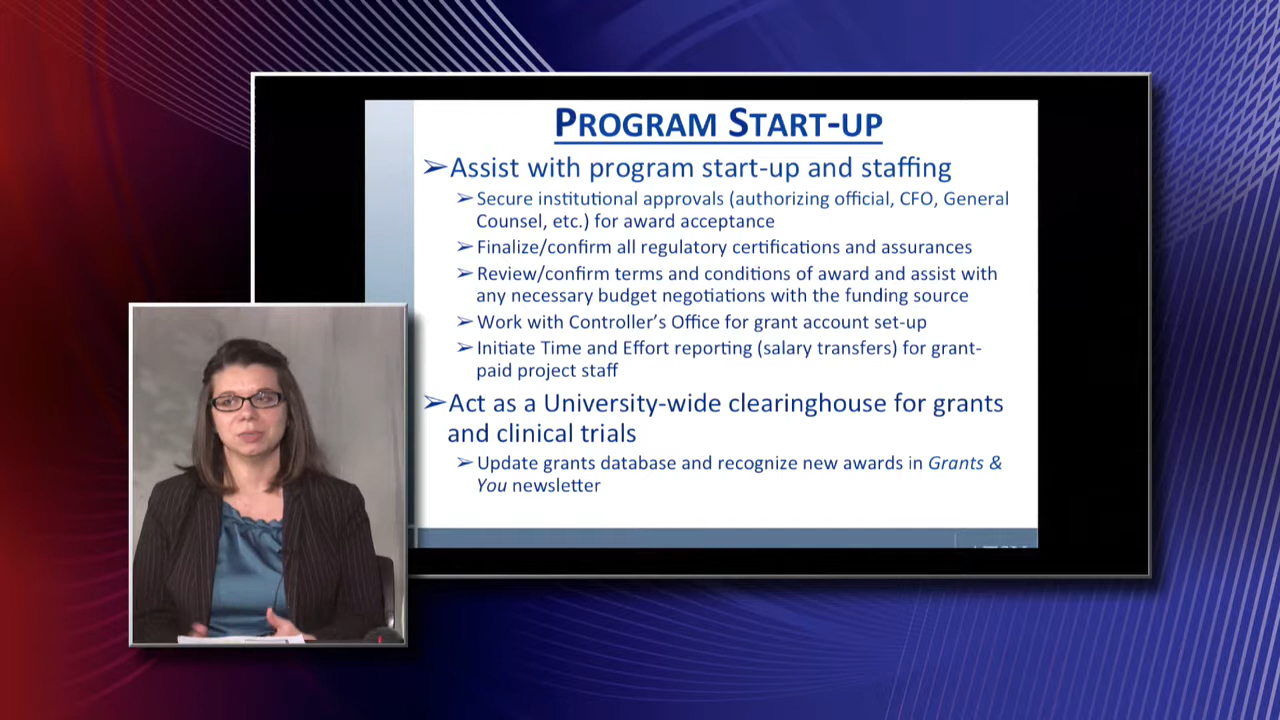 PROGRAM START-UP
➢Assist with program start-up and staffing
➢Secure institutional approvals (authorizing official, CFO, General
Counsel, etc.) for award acceptance
➢Finalize/confirm all regulatory certifications and assurances
➢Review/confirm terms and conditions of award and assist with
any necessary budget negotiations with the funding source
➢Work with Controller’s Office for grant account set-up
➢Initiate Time and Effort reporting (salary transfers) for grant-
paid project staff
➢Act as a University-wide clearinghouse for grants
and clinical trials
➢Update grants database and recognize new awards in Grants &
You newsletter